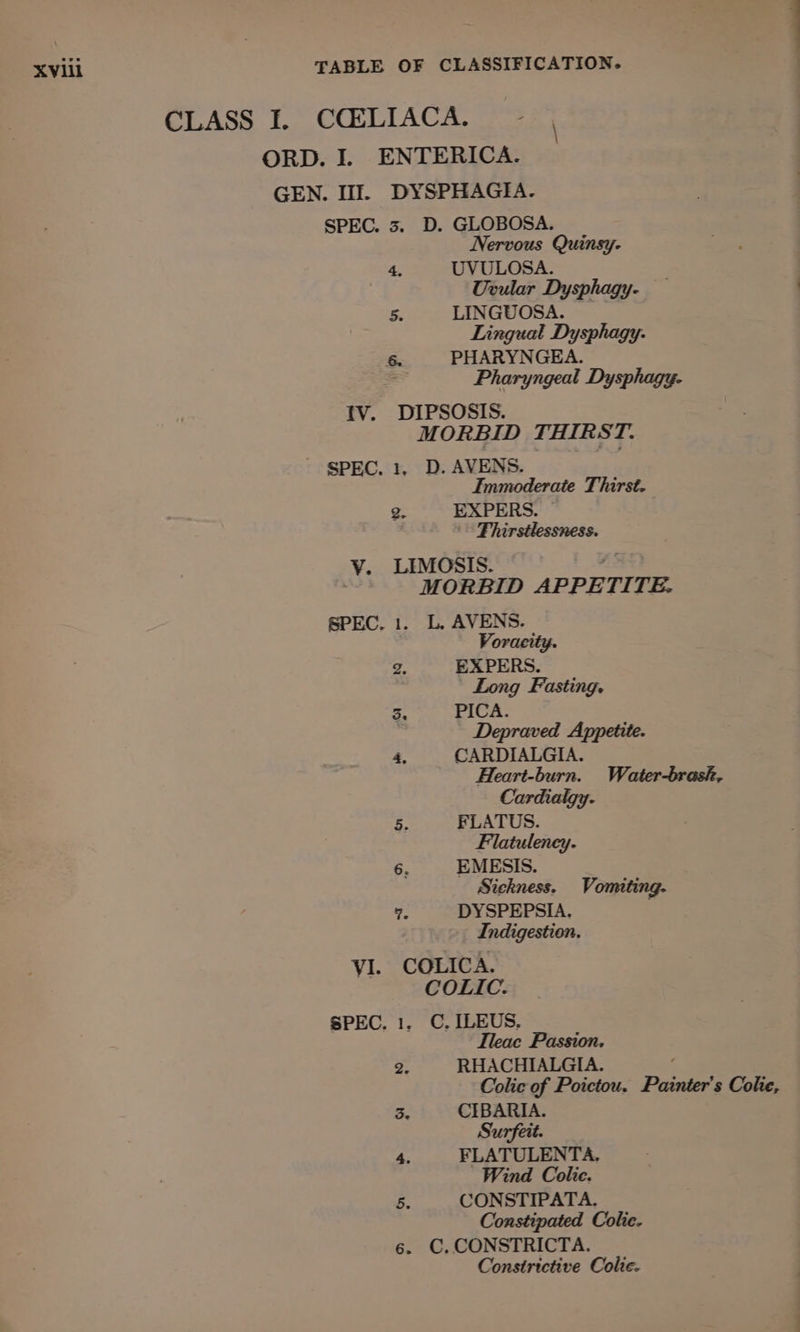 xviii TABLE OF CLASSIFICATION.
CLASS I. CŒLIACA.
ORD. I. ENTERICA.
GEN. III. DYSPHAGIA.
SPEC. 3. D. GLOBOSA.
Nervous Quinsy.
4. UVULOSA.
Uvular Dysphagy.
5. LINGUOSA.
Lingual Dysphagy.
6. PHARYNGEA.
Pharyngeal Dysphagy.
IV. DIPSOSIS.
MORBID THIRST.
SPEC. 1. D. AVENS.
Immoderate Thirst.
2. EXPERS.
Thirstlessness.
V. LIMOSIS.
MORBID APPETITE.
SPEC. 1. L. AVENS.
Voracity.
2. EXPERS.
Long Fasting.
3. PICA.
Depraved Appetite.
4. CARDIALGIA.
Heart-burn. Water-brash.
Cardialgy.
5. FLATUS.
Flatulency.
6. EMESIS.
Sickness. Vomiting.
7. DYSPEPSIA.
Indigestion.
VI. COLICA.
COLIC.
SPEC. 1. C. ILEUS.
Ileac Passion.
2. RHACHIALGIA.
Colic of Poictou. Painter's Colic.
3. CIBARIA.
Surfeit.
4. FLATULENTA.
Wind Colic.
5. CONSTIPATA.
Constipated Colic.
6. C. CONSTRICTA.
Constrictive Colic.